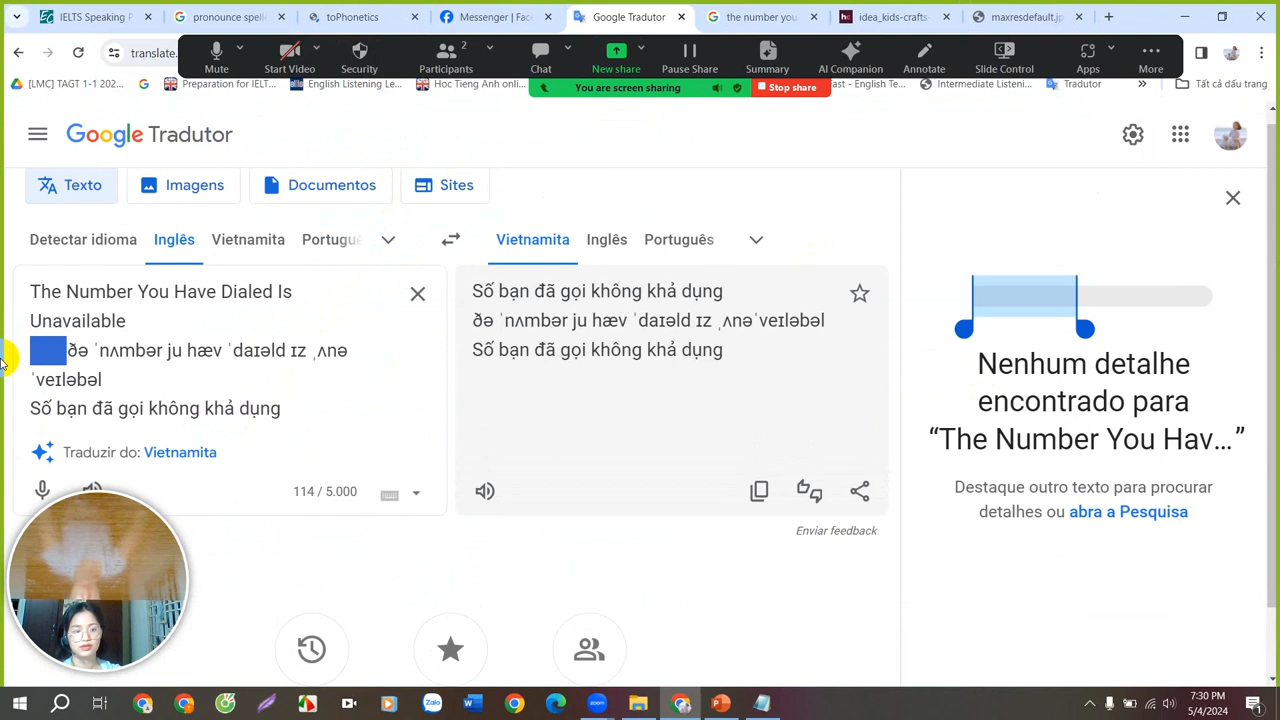 IELTS Speaking P
pronounce spell
toPhonetics
Messenger | Fac
Google Tradutor
the number you
idea_kids-crafts-
maxresdefault.jp
translate.
Mute
Start Video
Security
Participants
2
Chat
New share
Pause Share
Summary
AI Companion
Annotate
Slide Control
Apps
More
[LMC] TAGT 1-1 202...
Preparation for IELT...
English Listening Le...
Hoc Tieng Anh onli...
You are screen sharing
Stop share
ast - English Te...
Intermediate Listeni...
Tradutor
Tất cả dấu trang
Google Tradutor
Texto
Imagens
Documentos
Sites
Detectar idioma
Inglês
Vietnamita
Portugu
Vietnamita
Inglês
Português
The Number You Have Dialed Is
Unavailable
ðə ˈnʌmbər ju hæv ˈdaɪəld ɪz ˌʌnə
ˈveɪləbəl
Số bạn đã gọi không khả dụng
Traduzir do: Vietnamita
114 / 5.000
Số bạn đã gọi không khả dụng
ðə ˈnʌmbər ju hæv ˈdaɪəld ɪz ˌʌnəˈveɪləbəl
Số bạn đã gọi không khả dụng
Enviar feedback
Nenhum detalhe
encontrado para
“The Number You Hav…”
Destaque outro texto para procurar
detalhes ou abra a Pesquisa
Zalo
zoom
7:30 PM
5/4/2024
1